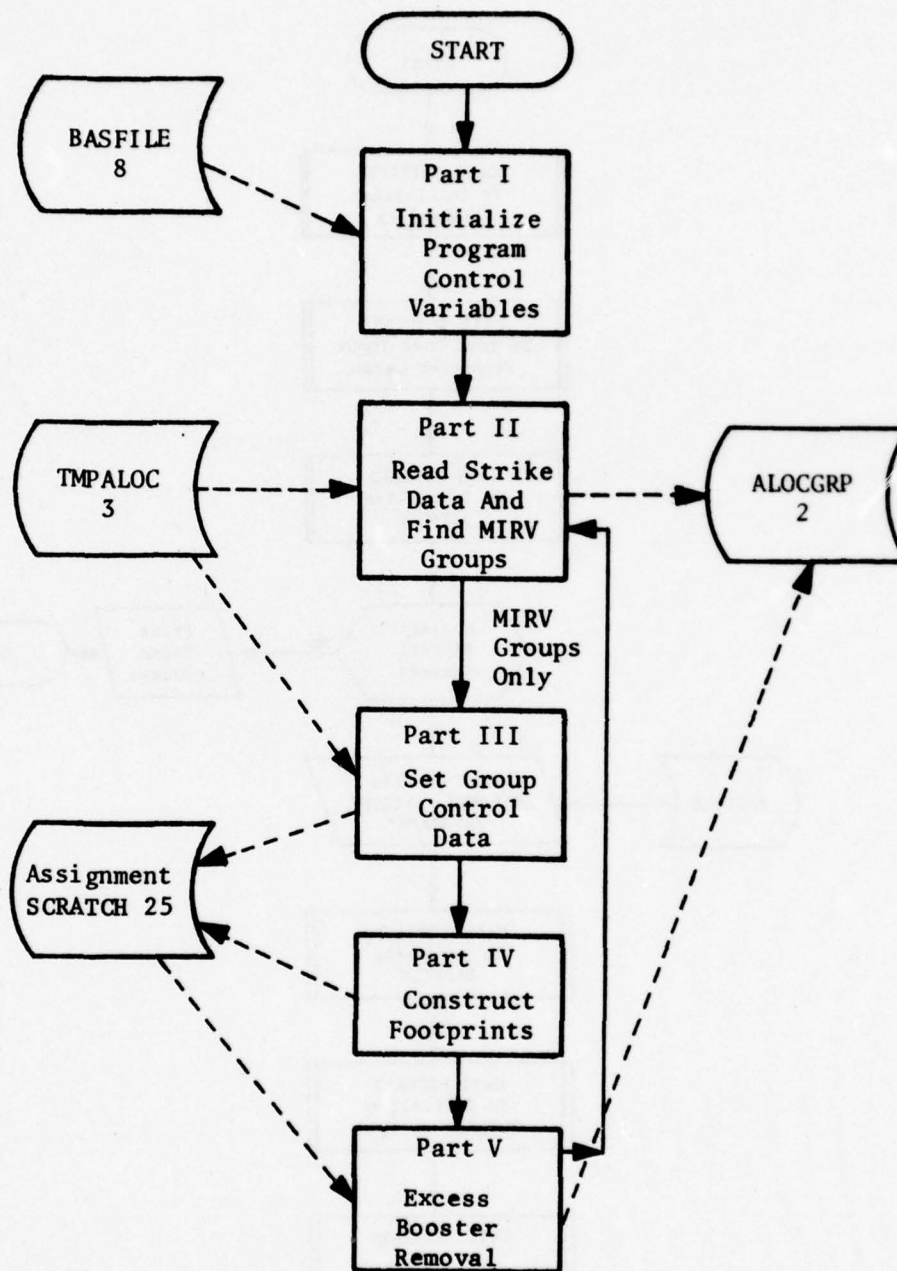 START
BASFILE
8
Part I
Initialize
Program
Control
Variables
TMPALOC
3
Part II
Read Strike
Data And
Find MIRV
Groups
ALOCGRP
2
MIRV
Groups
Only
Part III
Set Group
Control
Data
Assignment
SCRATCH 25
Part IV
Construct
Footprints
Part V
Excess
Booster
Removal